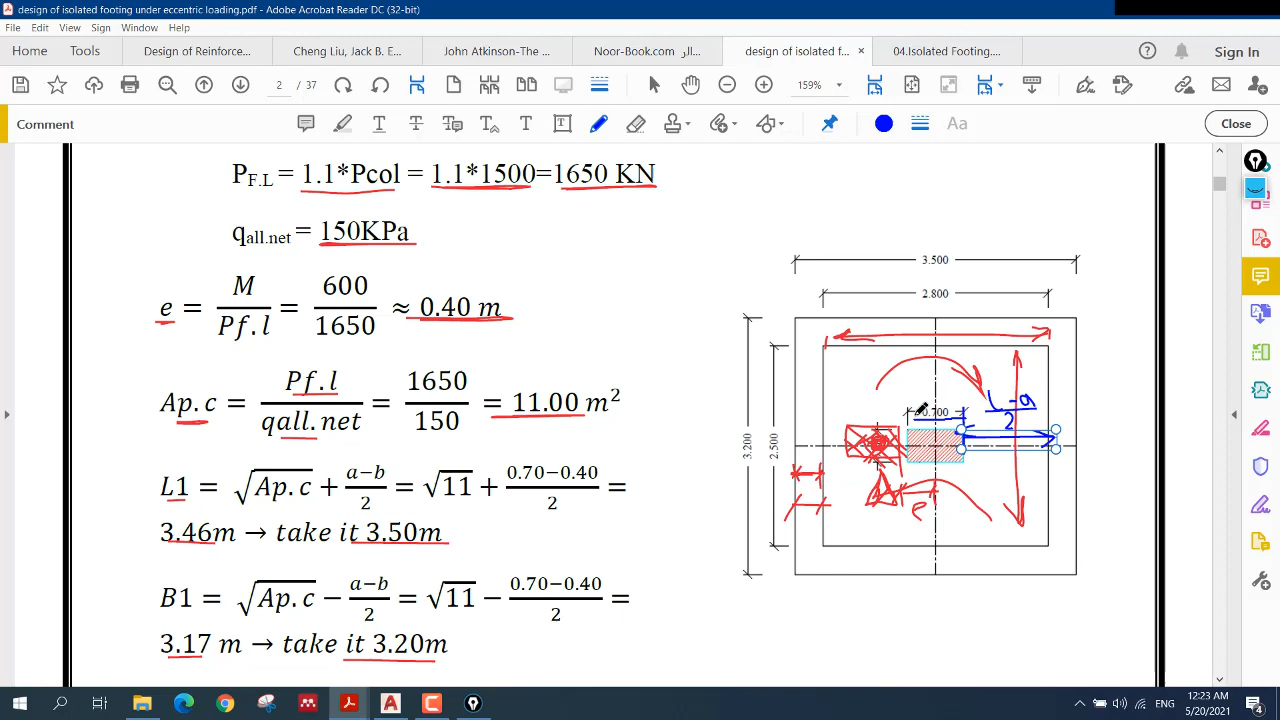 design of isolated footing under eccentric loading.pdf - Adobe Acrobat Reader DC (32-bit)
File Edit View Sign Window Help
Home Tools Design of Reinforce... Cheng Liu, Jack B. E... John Atkinson-The ... Noor-Book.com ...ال design of isolated f... × 04.Isolated Footing.... Sign In
2 / 37 159%
Comment Close
P_{F.L} = 1.1*Pcol = 1.1*1500=1650 KN
q_{all.net} = 150KPa
e = M/Pf.l = 600/1650 ≈ 0.40 m
Ap.c = Pf.l/qall.net = 1650/150 = 11.00 m²
L1 = √Ap.c + a−b/2 = √11 + 0.70−0.40/2 =
3.46m → take it 3.50m
B1 = √Ap.c − a−b/2 = √11 − 0.70−0.40/2 =
3.17 m → take it 3.20m
3.500
2.800
0.700
3.200
2.500
e
L-a
2
ENG 12:23 AM
5/20/2021
4